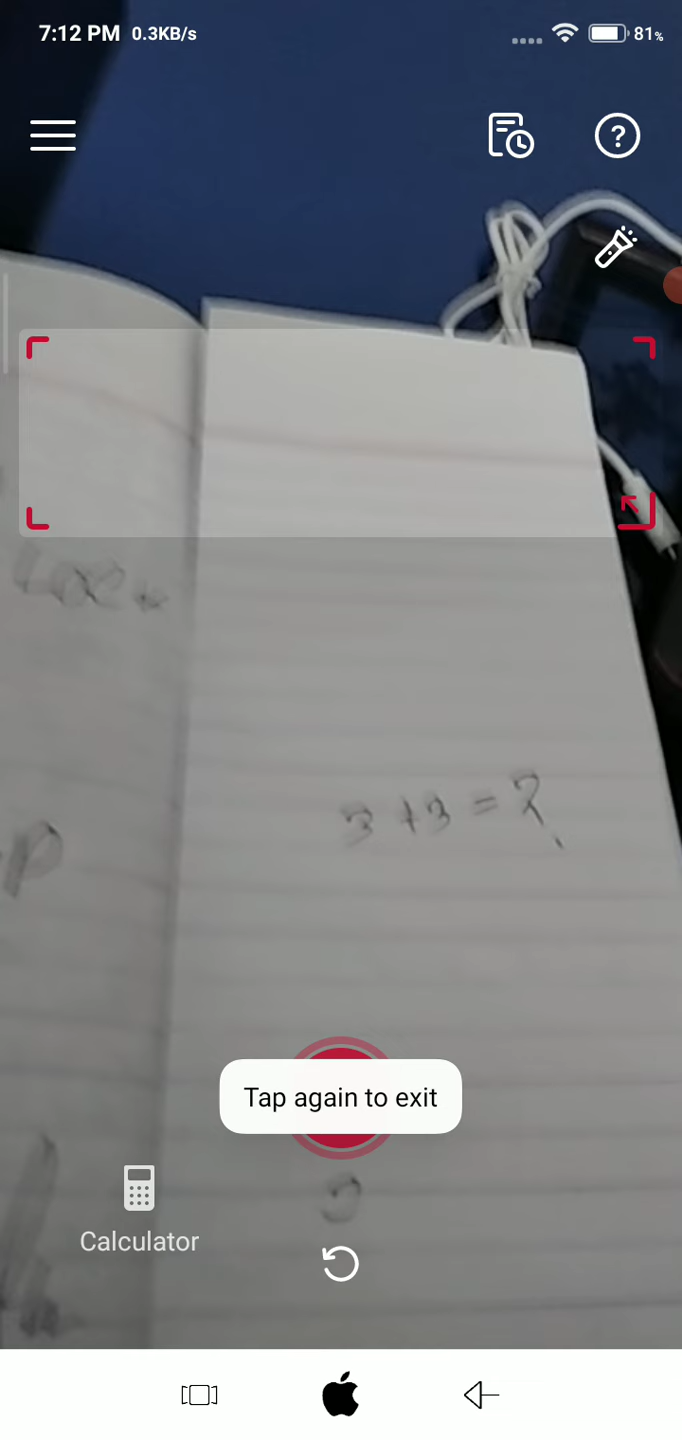 7:12 PM 0.3KB/s 81%
?
3+3=?
Tap again to exit
Calculator